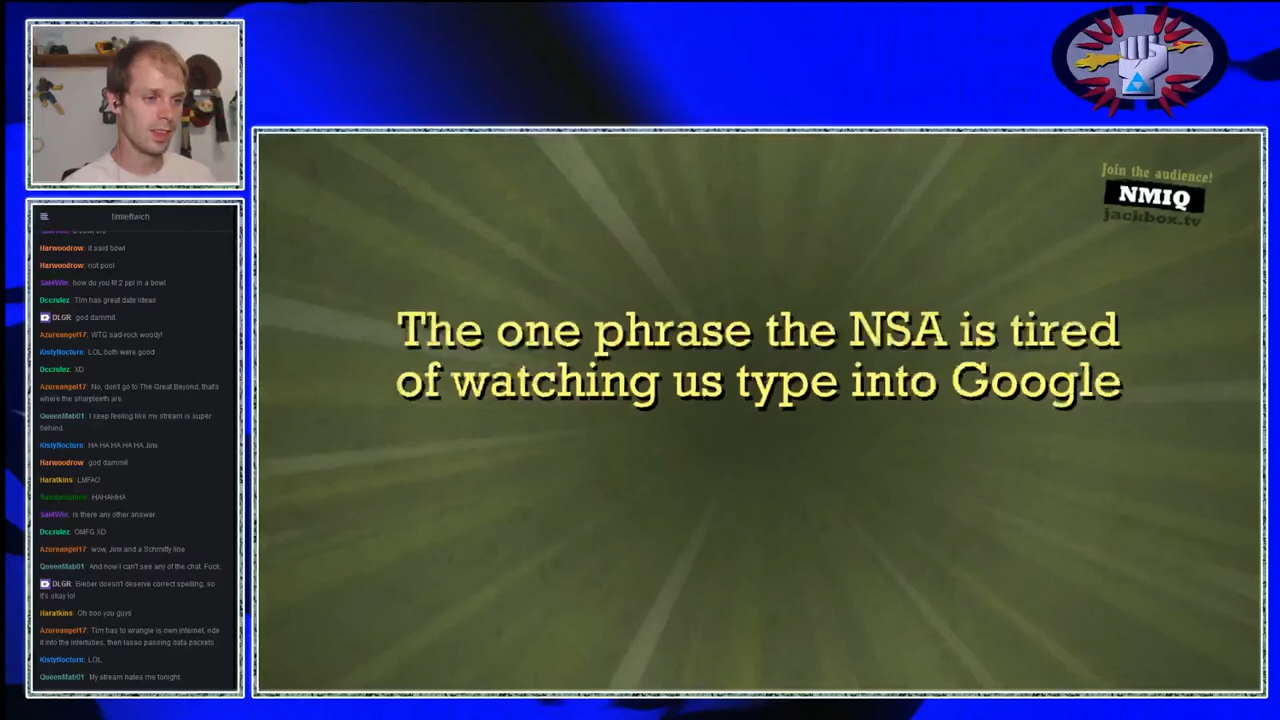 Join the audience!
NMIQ
jackbox.tv
The one phrase the NSA is tired
of watching us type into Google
timleftwich
Harwoodrow: it said bowl
Harwoodrow: not pool
Sai4Win: how do you fit 2 ppl in a bowl
Dccrulez: Tim has great date ideas
DLGR: god dammit
Azureangel17: WTG sad-rock woody!
KistyNocturn: LOL both were good
Dccrulez: XD
Azureangel17: No, don't go to The Great Beyond, that's
where the sharpteeth are.
QueenMab01: I keep feeling like my stream is super
behind.
KistyNocturn: HA HA HA HA HA Jinx
Harwoodrow: god dammit
Haratkins: LMFAO
HAHAHHA
Sai4Win: is there any other answer
Dccrulez: OMFG XD
Azureangel17: wow, Jinx and a Schmitty line
QueenMab01: And now I can't see any of the chat. Fuck.
DLGR: Bieber doesn't deserve correct spelling, so
it's okay lol
Haratkins: Oh boo you guys
Azureangel17: Tim has to wrangle is own internet, ride
it into the intertubes, then lasso passing data packets
KistyNocturn: LOL
QueenMab01: My stream hates me tonight.